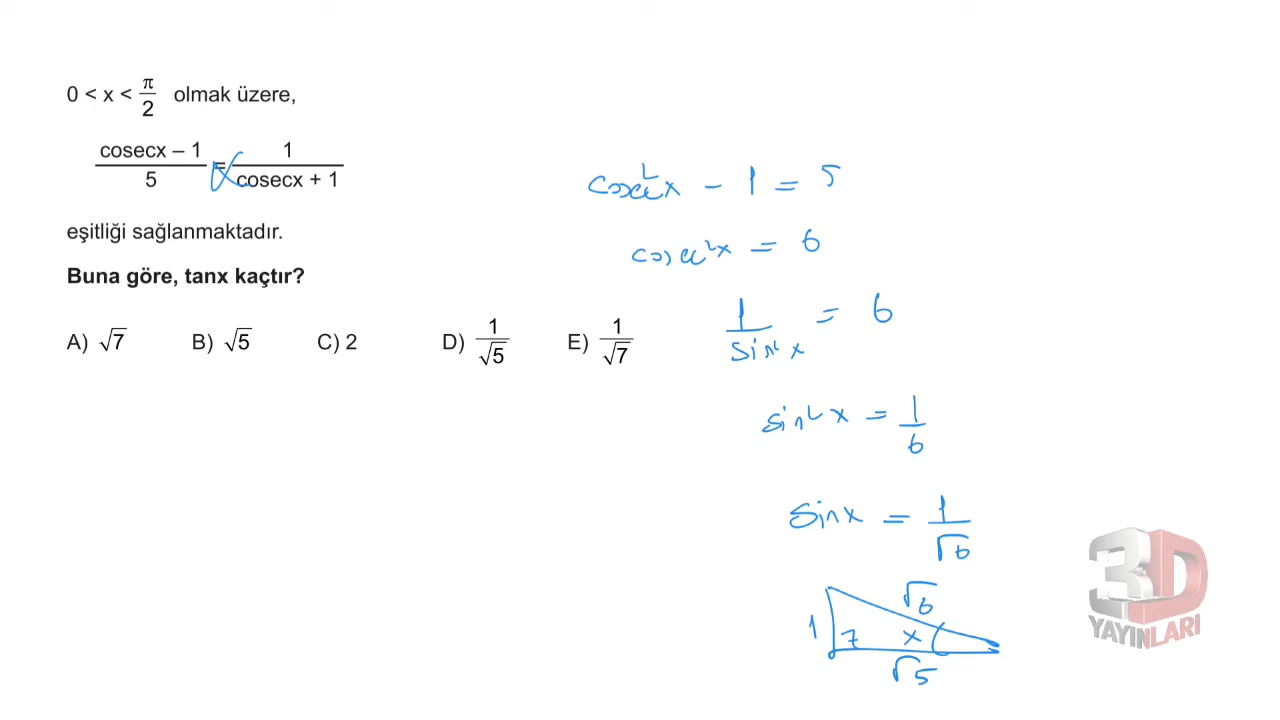 0 < x < π/2 olmak üzere,
cosecx – 1 / 5 = 1 / cosecx + 1
eşitliği sağlanmaktadır.
Buna göre, tanx kaçtır?
A) √7 B) √5 C) 2 D) 1/√5 E) 1/√7
cosec²x – 1 = 5
cosec²x = 6
1/sin²x = 6
sin²x = 1/6
sinx = 1/√6
√6
1 x
√5
3D
YAYINLARI